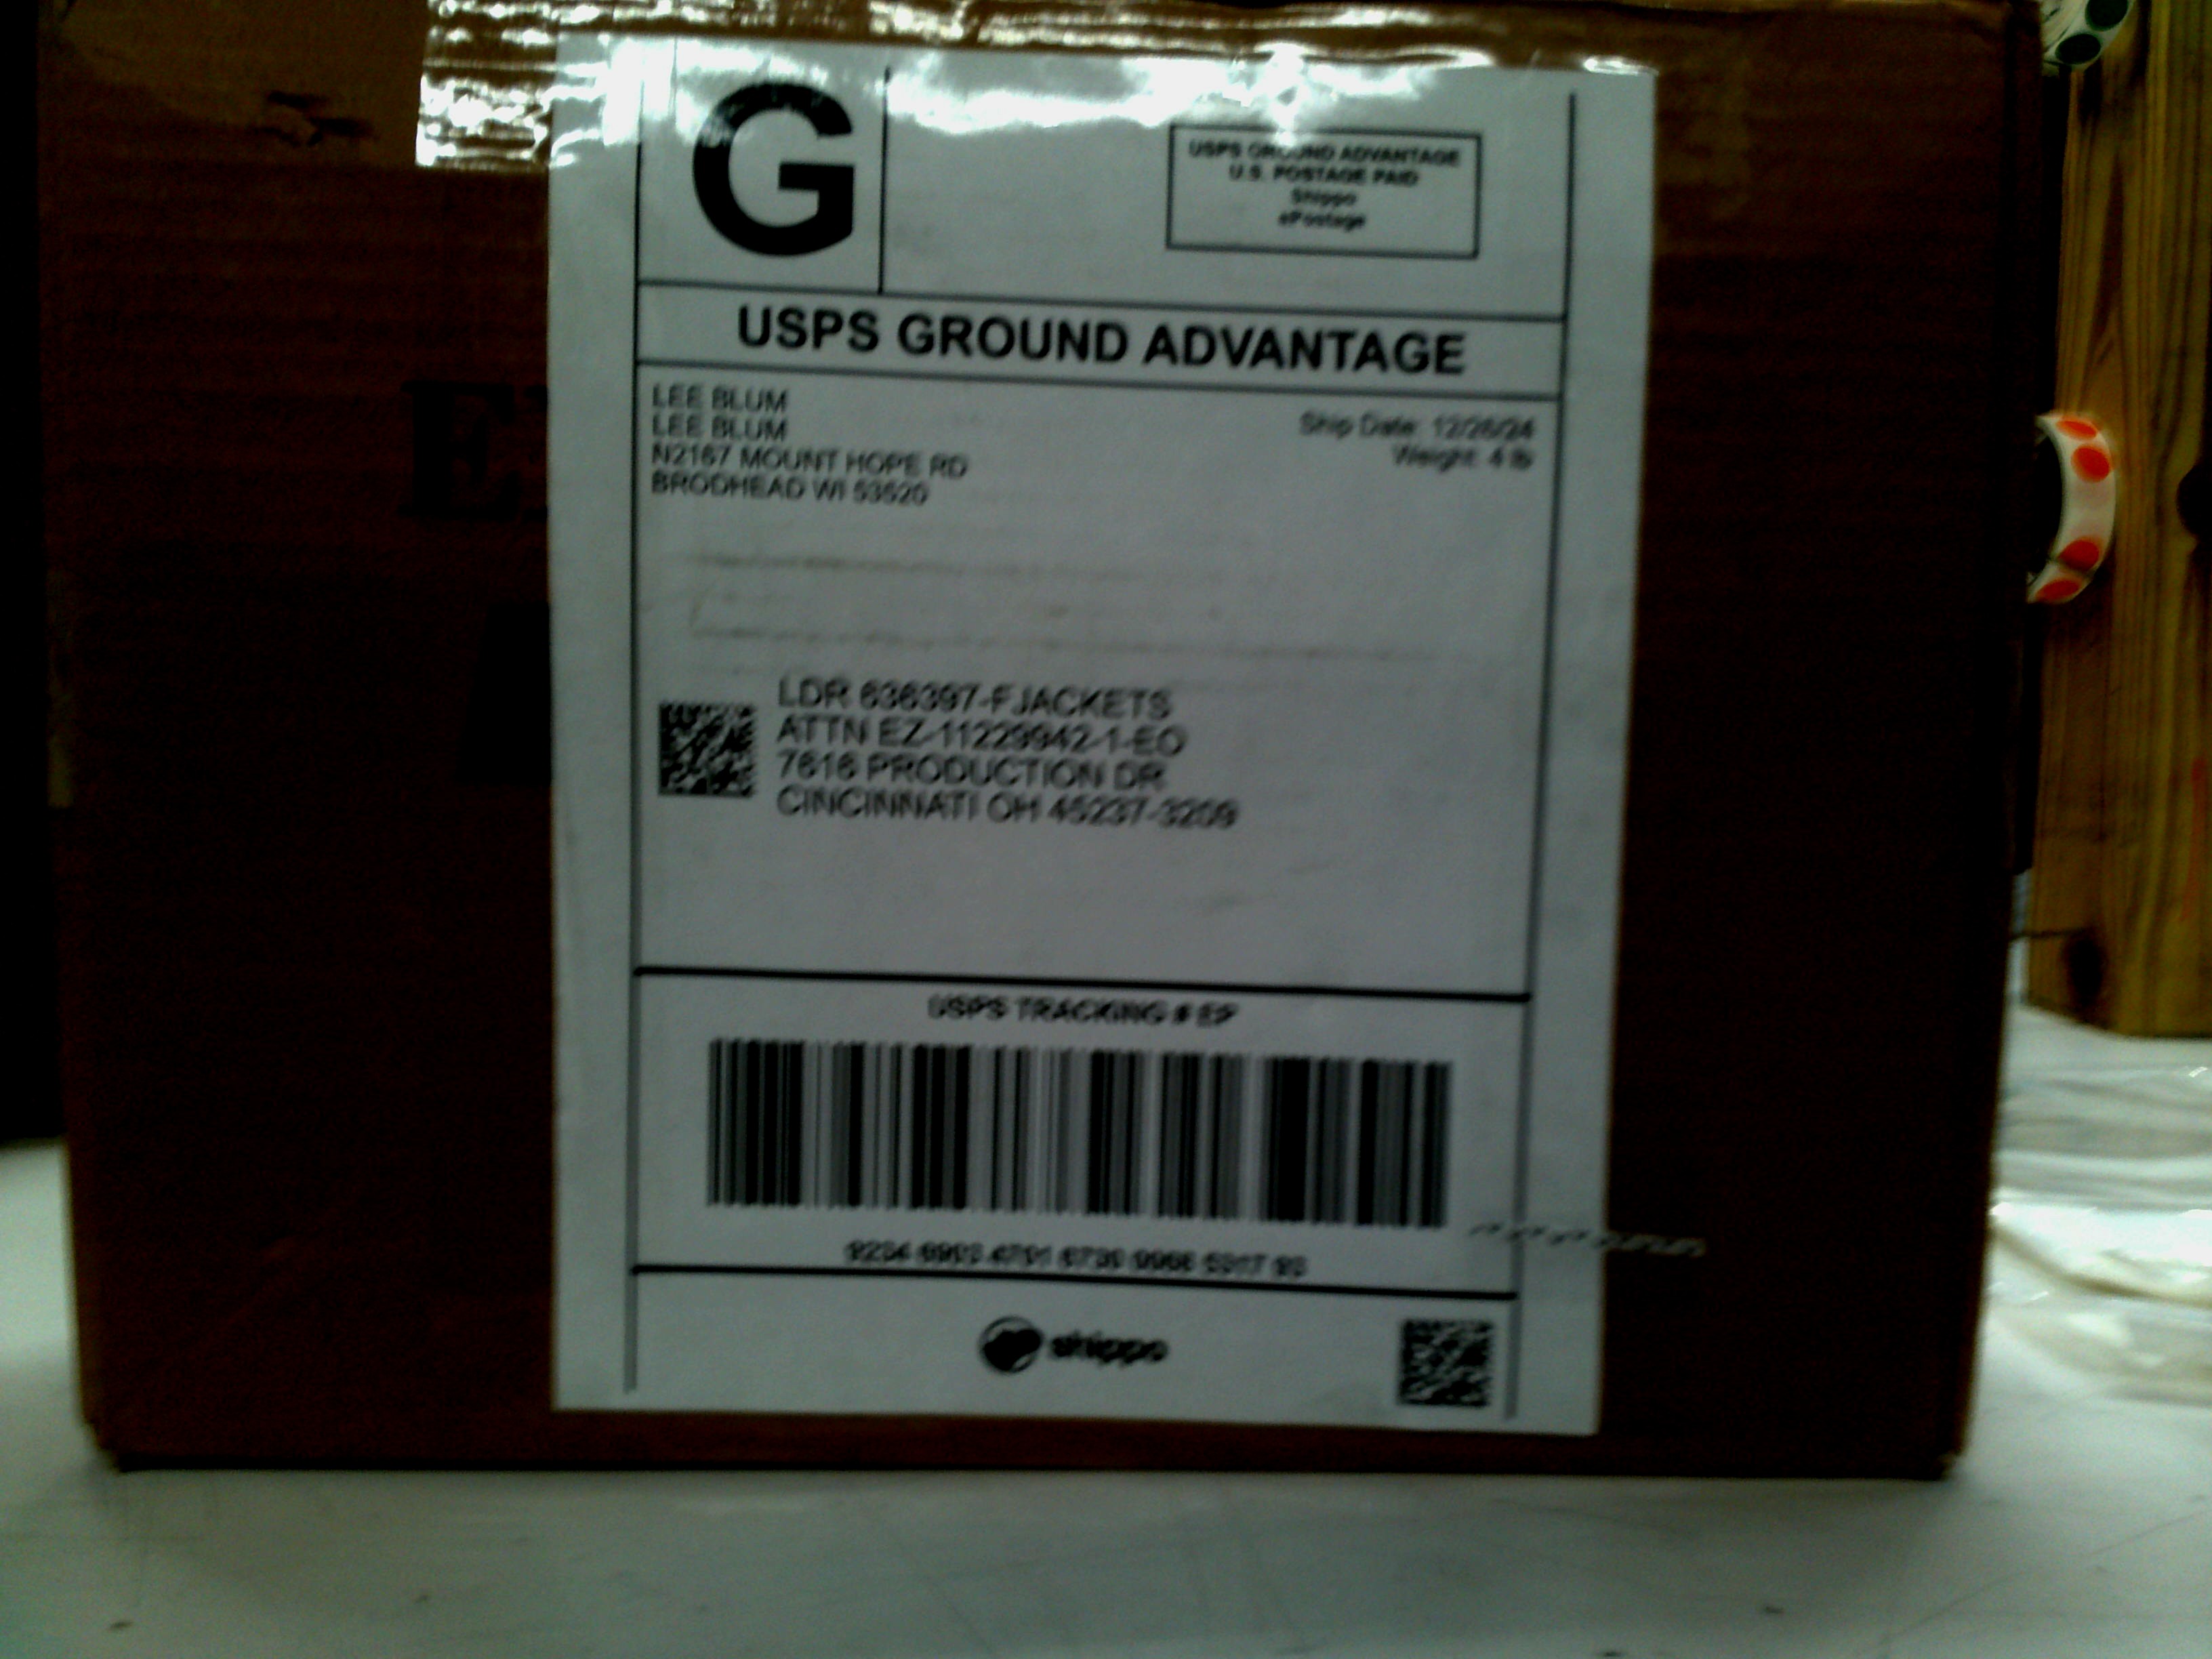 G
USPS GROUND ADVANTAGE
U.S. POSTAGE PAID
Shippo
ePostage
USPS GROUND ADVANTAGE
LEE BLUM
LEE BLUM
N2167 MOUNT HOPE RD
BRODHEAD WI 53520
Ship Date: 12/26/24
Weight: 4 lb
LDR 636397-FJACKETS
ATTN EZ-11229942-1-EO
7616 PRODUCTION DR
CINCINNATI OH 45237-3209
USPS TRACKING # EP
shippo